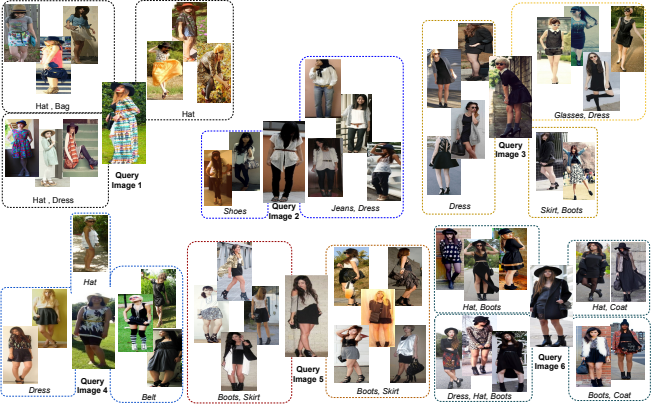 Hat , Bag
Hat
Hat , Dress
Query
Image 1
Shoes
Query
Image 2
Jeans, Dress
Dress
Query
Image 3
Glasses, Dress
Skirt, Boots
Hat
Dress
Query
Image 4
Belt
Boots, Skirt
Query
Image 5
Boots, Skirt
Hat, Boots
Dress, Hat, Boots
Query
Image 6
Hat, Coat
Boots, Coat